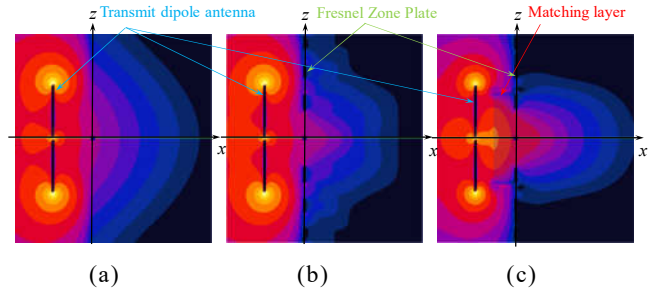 Transmit dipole antenna
Fresnel Zone Plate
Matching layer
z
z
z
x
x
x
(a)
(b)
(c)